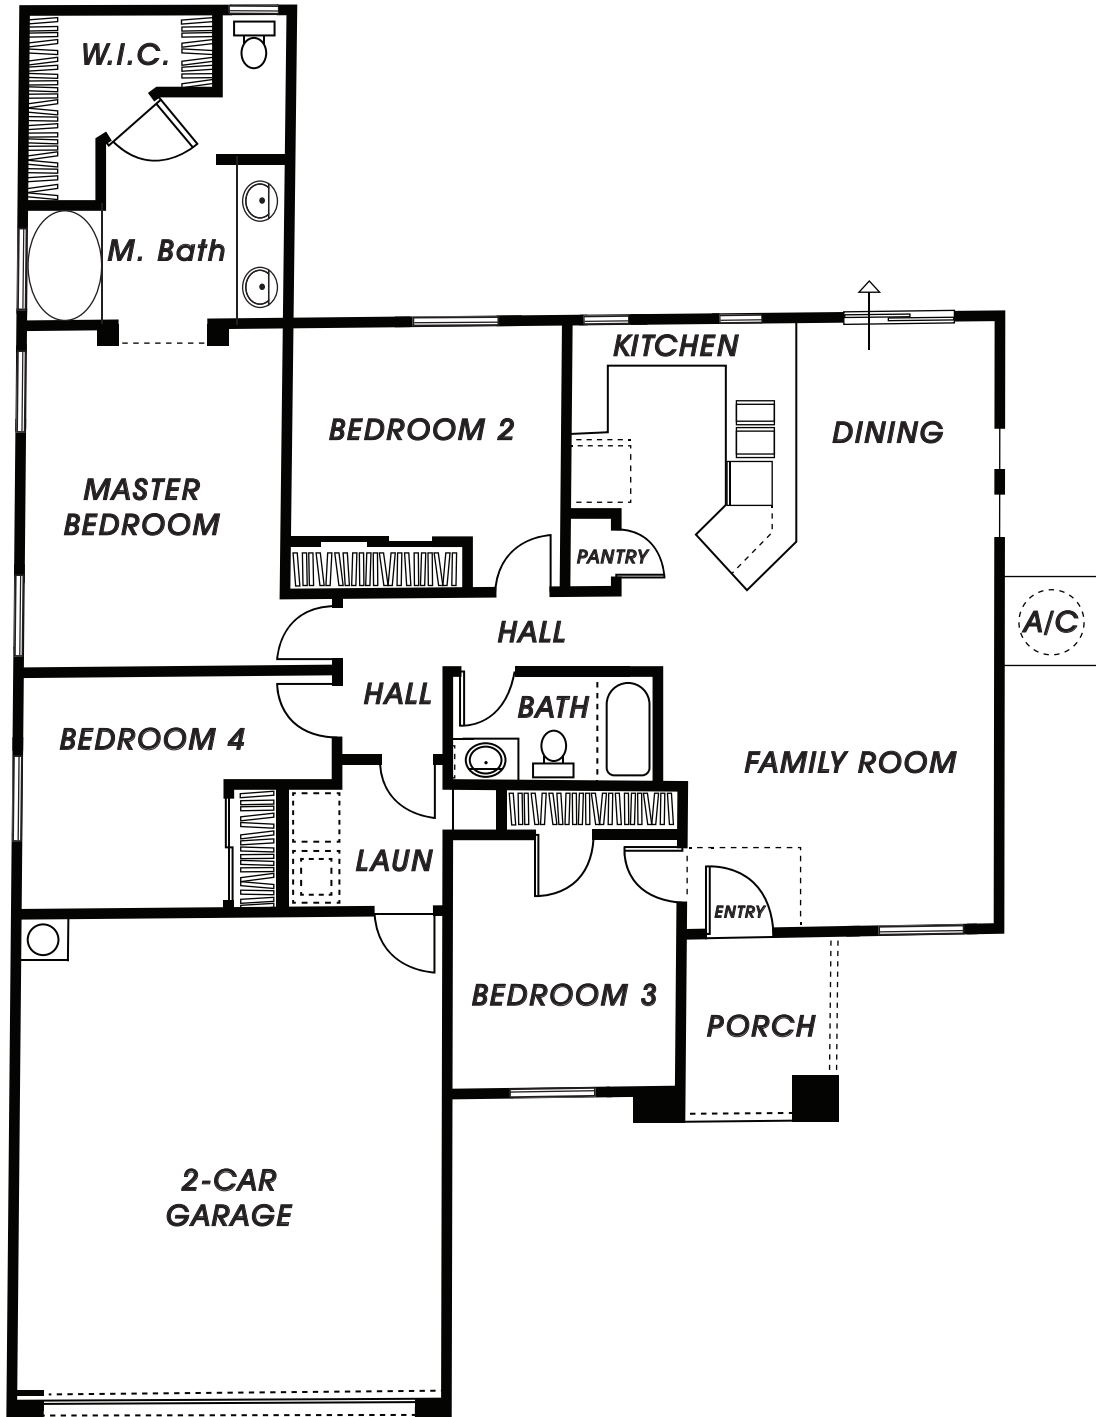 W.I.C.
M. Bath
KITCHEN
BEDROOM 2
DINING
MASTER
BEDROOM
PANTRY
HALL
A/C
HALL
BATH
BEDROOM 4
FAMILY ROOM
LAUN
ENTRY
BEDROOM 3
PORCH
2-CAR
GARAGE